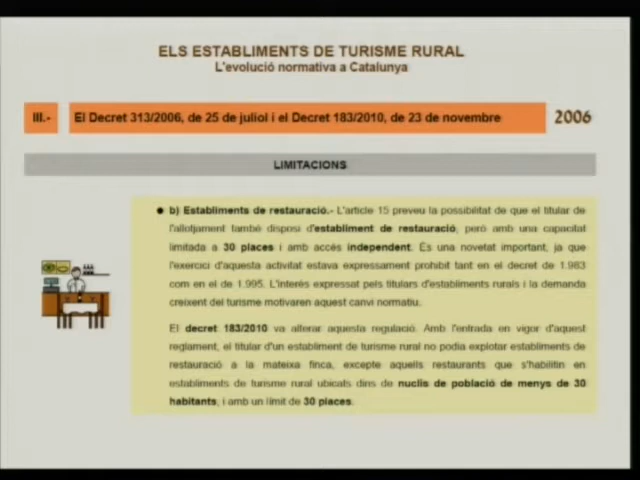 ELS ESTABLIMENTS DE TURISME RURAL
L'evolució normativa a Catalunya
III.- El Decret 313/2006, de 25 de juliol i el Decret 183/2010, de 23 de novembre 2006
LIMITACIONS
● b) Establiments de restauració.- L'article 15 preveu la possibilitat de que el titular de
l'allotjament també disposi d'establiment de restauració, però amb una capacitat
limitada a 30 places i amb accés independent. És una novetat important, ja que
l'exercici d'aquesta activitat estava expressament prohibit tant en el decret de 1.983
com en el de 1.995. L'interès expressat pels titulars d'establiments rurals i la demanda
creixent del turisme motivaren aquest canvi normatiu.
El decret 183/2010 va alterar aquesta regulació. Amb l'entrada en vigor d'aquest
reglament, el titular d'un establiment de turisme rural no podia explotar establiments de
restauració a la mateixa finca, excepte aquells restaurants que s'habilitin en
establiments de turisme rural ubicats dins de nuclis de població de menys de 30
habitants, i amb un límit de 30 places.